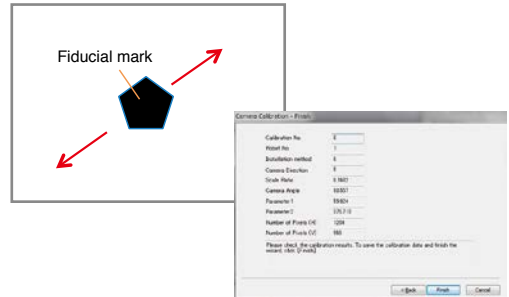 Fiducial mark
Camera Calibration - Finish
Calibration No.
Robot No.
Installation method
Camera Direction
Scale Ratio
Camera Angle
Parameter 1
Parameter 2
Number of Pixels (H)
Number of Pixels (V)
Please check the calibration results. To save the calibration data and finish the
wizard, click [Finish].
< Back Finish Cancel